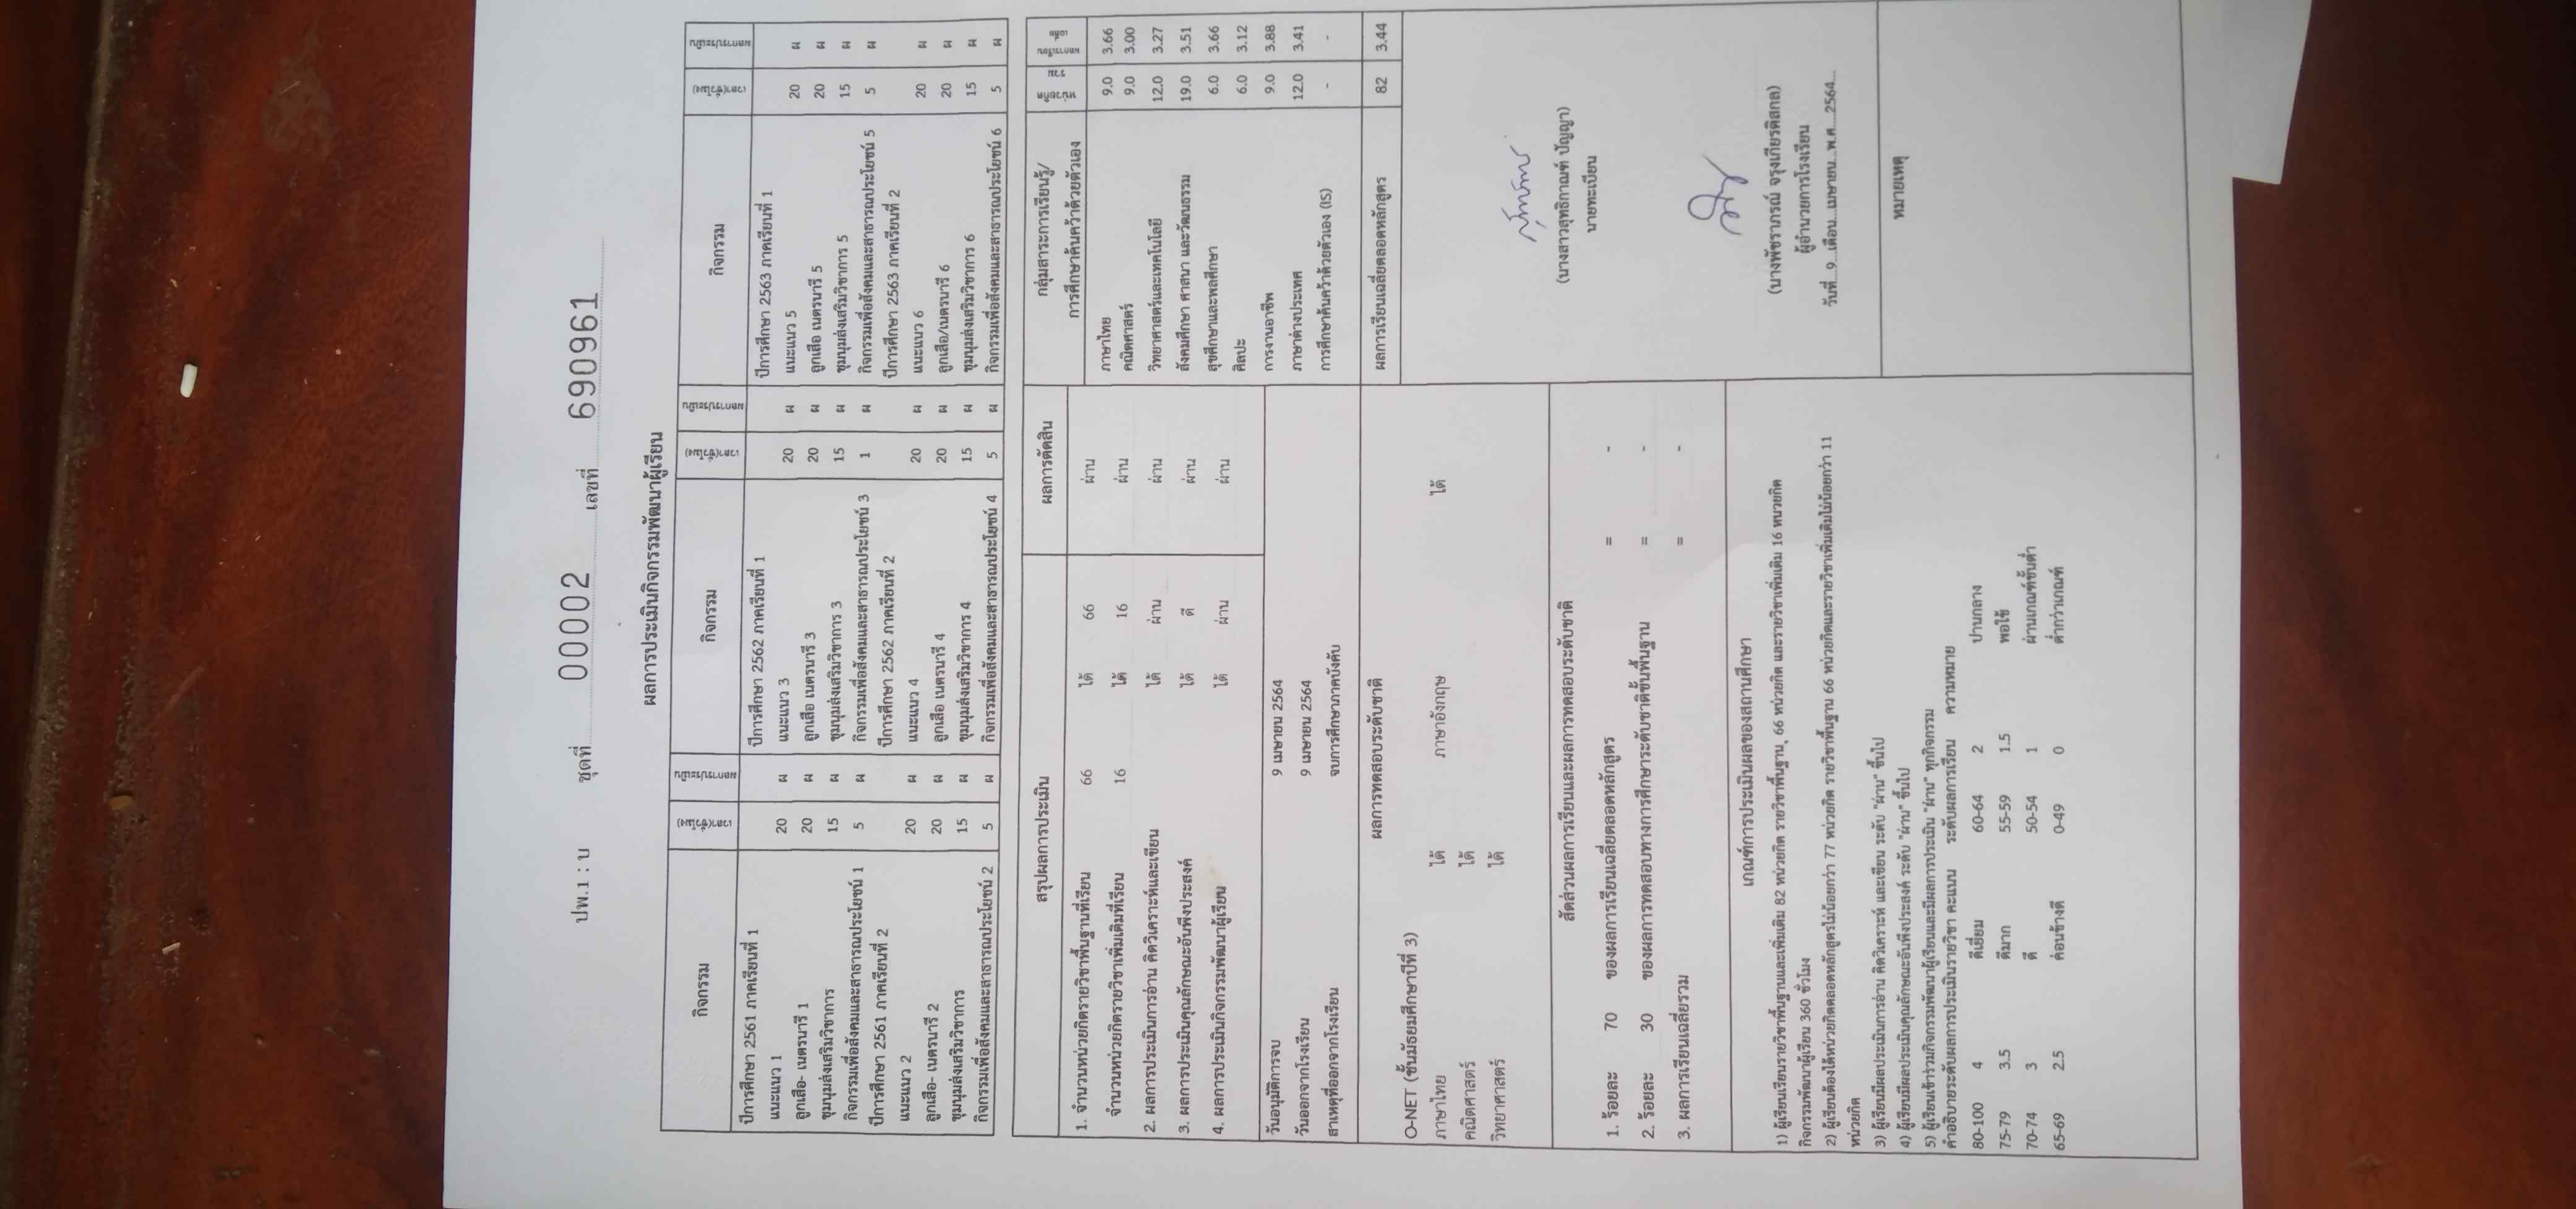 ปพ.1 : บ ชุดที่ 00002 เลขที่ 690961
ผลการประเมินกิจกรรมพัฒนาผู้เรียน
กิจกรรม เวลา(ชั่วโมง) ผลการประเมิน กิจกรรม เวลา(ชั่วโมง) ผลการประเมิน กิจกรรม เวลา(ชั่วโมง) ผลการประเมิน
ปีการศึกษา 2561 ภาคเรียนที่ 1 ปีการศึกษา 2562 ภาคเรียนที่ 1 ปีการศึกษา 2563 ภาคเรียนที่ 1
แนะแนว 1 20 ผ แนะแนว 3 20 ผ แนะแนว 5 20 ผ
ลูกเสือ- เนตรนารี 1 20 ผ ลูกเสือ เนตรนารี 3 20 ผ ลูกเสือ เนตรนารี 5 20 ผ
ชุมนุมส่งเสริมวิชาการ 15 ผ ชุมนุมส่งเสริมวิชาการ 3 15 ผ ชุมนุมส่งเสริมวิชาการ 5 15 ผ
กิจกรรมเพื่อสังคมและสาธารณประโยชน์ 1 5 ผ กิจกรรมเพื่อสังคมและสาธารณประโยชน์ 3 1 ผ กิจกรรมเพื่อสังคมและสาธารณประโยชน์ 5 5 ผ
ปีการศึกษา 2561 ภาคเรียนที่ 2 ปีการศึกษา 2562 ภาคเรียนที่ 2 ปีการศึกษา 2563 ภาคเรียนที่ 2
แนะแนว 2 20 ผ แนะแนว 4 20 ผ แนะแนว 6 20 ผ
ลูกเสือ- เนตรนารี 2 20 ผ ลูกเสือ เนตรนารี 4 20 ผ ลูกเสือ/เนตรนารี 6 20 ผ
ชุมนุมส่งเสริมวิชาการ 15 ผ ชุมนุมส่งเสริมวิชาการ 4 15 ผ ชุมนุมส่งเสริมวิชาการ 6 15 ผ
กิจกรรมเพื่อสังคมและสาธารณประโยชน์ 2 5 ผ กิจกรรมเพื่อสังคมและสาธารณประโยชน์ 4 5 ผ กิจกรรมเพื่อสังคมและสาธารณประโยชน์ 6 5 ผ
สรุปผลการประเมิน ผลการตัดสิน
1. จำนวนหน่วยกิตรายวิชาพื้นฐานที่เรียน 66 ได้ 66 ผ่าน
จำนวนหน่วยกิตรายวิชาเพิ่มเติมที่เรียน 16 ได้ 16 ผ่าน
2. ผลการประเมินการอ่าน คิดวิเคราะห์และเขียน ได้ ผ่าน ผ่าน
3. ผลการประเมินคุณลักษณะอันพึงประสงค์ ได้ ดี ผ่าน
4. ผลการประเมินกิจกรรมพัฒนาผู้เรียน ได้ ผ่าน ผ่าน
วันอนุมัติการจบ 9 เมษายน 2564
วันออกจากโรงเรียน 9 เมษายน 2564
สาเหตุที่ออกจากโรงเรียน จบการศึกษาภาคบังคับ
ผลการทดสอบระดับชาติ
O-NET (ชั้นมัธยมศึกษาปีที่ 3)
ภาษาไทย ได้ ภาษาอังกฤษ ได้
คณิตศาสตร์ ได้
วิทยาศาสตร์ ได้
สัดส่วนผลการเรียนและผลการทดสอบระดับชาติ
1. ร้อยละ 70 ของผลการเรียนเฉลี่ยตลอดหลักสูตร = -
2. ร้อยละ 30 ของผลการทดสอบทางการศึกษาระดับชาติขั้นพื้นฐาน = -
3. ผลการเรียนเฉลี่ยรวม = -
เกณฑ์การประเมินผลของสถานศึกษา
1) ผู้เรียนเรียนรายวิชาพื้นฐานและเพิ่มเติม 82 หน่วยกิต รายวิชาพื้นฐาน, 66 หน่วยกิต และรายวิชาเพิ่มเติม 16 หน่วยกิต
กิจกรรมพัฒนาผู้เรียน 360 ชั่วโมง
2) ผู้เรียนต้องได้หน่วยกิตตลอดหลักสูตรไม่น้อยกว่า 77 หน่วยกิต รายวิชาพื้นฐาน 66 หน่วยกิตและรายวิชาเพิ่มเติมไม่น้อยกว่า 11
หน่วยกิต
3) ผู้เรียนมีผลประเมินการอ่าน คิดวิเคราะห์ และเขียน ระดับ "ผ่าน" ขึ้นไป
4) ผู้เรียนมีผลประเมินคุณลักษณะอันพึงประสงค์ ระดับ "ผ่าน" ขึ้นไป
5) ผู้เรียนเข้าร่วมกิจกรรมพัฒนาผู้เรียนและมีผลการประเมิน "ผ่าน" ทุกกิจกรรม
คำอธิบายระดับผลการประเมินรายวิชา คะแนน ระดับผลการเรียน ความหมาย
80-100 4 ดีเยี่ยม 60-64 2 ปานกลาง
75-79 3.5 ดีมาก 55-59 1.5 พอใช้
70-74 3 ดี 50-54 1 ผ่านเกณฑ์ขั้นต่ำ
65-69 2.5 ค่อนข้างดี 0-49 0 ต่ำกว่าเกณฑ์
กลุ่มสาระการเรียนรู้/ หน่วยกิต ผลการเรียน
การศึกษาค้นคว้าด้วยตัวเอง รวม เฉลี่ย
ภาษาไทย 9.0 3.66
คณิตศาสตร์ 9.0 3.00
วิทยาศาสตร์และเทคโนโลยี 12.0 3.27
สังคมศึกษา ศาสนา และวัฒนธรรม 19.0 3.51
สุขศึกษาและพลศึกษา 6.0 3.66
ศิลปะ 6.0 3.12
การงานอาชีพ 9.0 3.88
ภาษาต่างประเทศ 12.0 3.41
การศึกษาค้นคว้าด้วยตัวเอง (IS) - -
ผลการเรียนเฉลี่ยตลอดหลักสูตร 82 3.44
(นางสาวสุทธิกาณฑ์ ปัญญา)
นายทะเบียน
(นางพัชราภรณ์ จรุงเกียรติสกล)
ผู้อำนวยการโรงเรียน
วันที่...9...เดือน...เมษายน...พ.ศ....2564...
หมายเหตุ